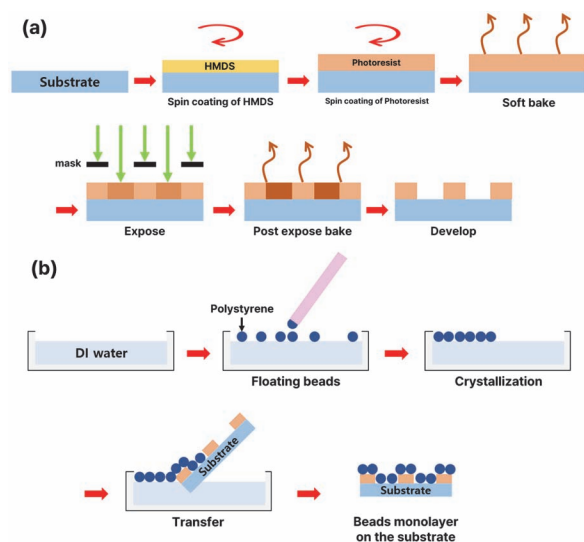 (a)
Substrate
HMDS
Spin coating of HMDS
Photoresist
Spin coating of Photoresist
Soft bake
mask
Expose
Post expose bake
Develop
(b)
DI water
Polystyrene
Floating beads
Crystallization
Substrate
Transfer
Substrate
Beads monolayer
on the substrate